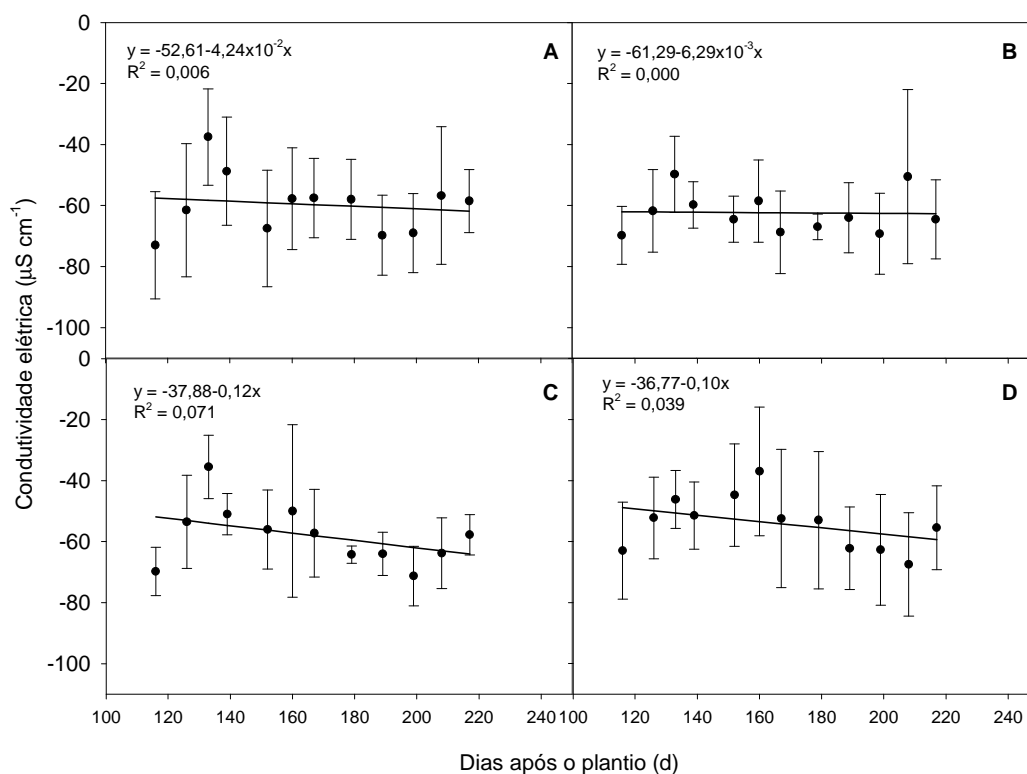 Condutividade elétrica (μS cm⁻¹)
0
-20
-40
-60
-80
-100
y = -52,61-4,24x10⁻²x
R² = 0,006
A
y = -61,29-6,29x10⁻³x
R² = 0,000
B
0
-20
-40
-60
-80
-100
y = -37,88-0,12x
R² = 0,071
C
y = -36,77-0,10x
R² = 0,039
D
100 120 140 160 180 200 220 240 100 120 140 160 180 200 220 240
Dias após o plantio (d)